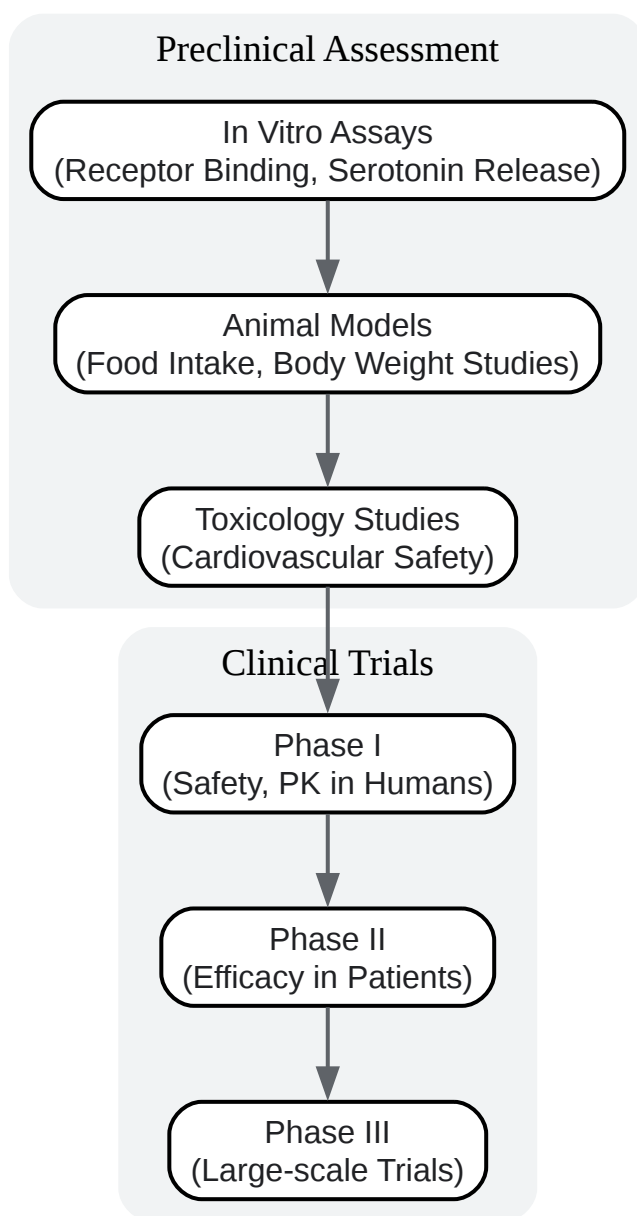 Preclinical Assessment
In Vitro Assays
(Receptor Binding, Serotonin Release)
Animal Models
(Food Intake, Body Weight Studies)
Toxicology Studies
(Cardiovascular Safety)
Clinical Trials
Phase I
(Safety, PK in Humans)
Phase II
(Efficacy in Patients)
Phase III
(Large-scale Trials)